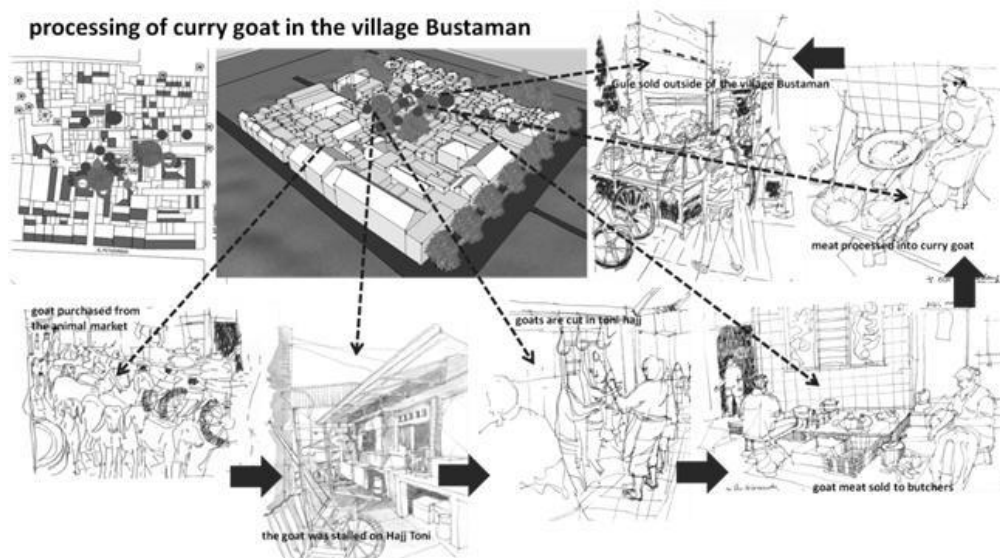 processing of curry goat in the village Bustaman
Gule sold outside of the village Bustaman
meat processed into curry goat
goat purchased from
the animal market
goats are cut in toni hajj
the goat was stalled on Hajj Toni
goat meat sold to butchers